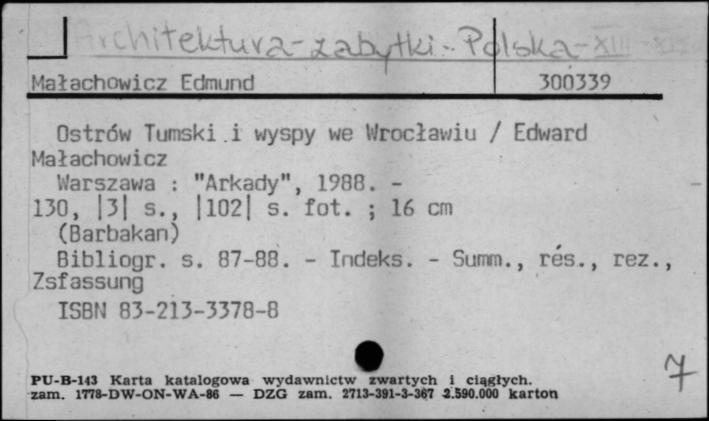 Architektura - zabytki - Polska - XIII -
Małachowicz Edmund 300339
Ostrów Tumski i wyspy we Wrocławiu / Edward
Małachowicz
Warszawa : "Arkady", 1988. -
130, |3| s., |102| s. fot. ; 16 cm
(Barbakan)
Bibliogr. s. 87-88. - Indeks. - Summ., rés., rez.,
Zsfassung
ISBN 83-213-3378-8
7
PU-B-143 Karta katalogowa wydawnictw zwartych i ciągłych.
zam. 1778-DW-ON-WA-86 — DZG zam. 2713-391-3-367 2.590.000 karton